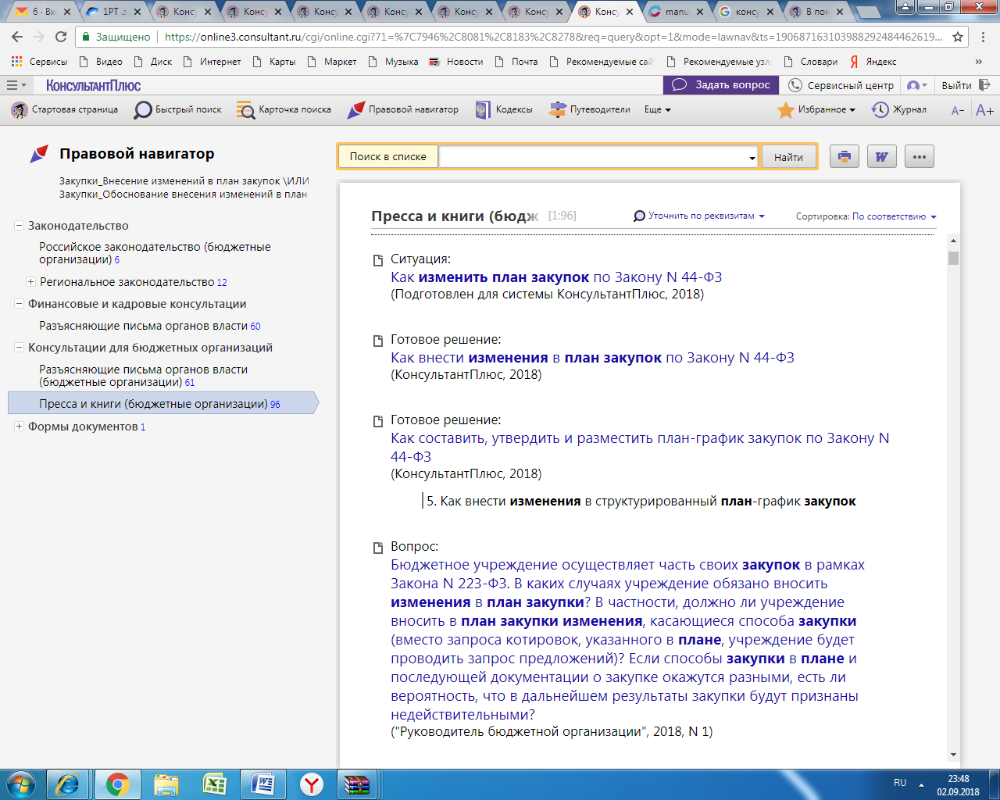 6 · Вхо
1РТ .з
Консу
Консу
Консу
Консу
Консу
Консу
Консу
manu
консу
В пом
Защищено
https://online3.consultant.ru/cgi/online.cgi?71=%7C7946%2C8081%2C8183%2C8278&req=query&opt=1&mode=lawnav&ts=19068716310398829248446 2619...
Сервисы
Видео
Диск
Интернет
Карты
Маркет
Музыка
Новости
Почта
Рекомендуемые сай
Рекомендуемые узл
Словари
Яндекс
»
КонсультантПлюс
Задать вопрос
Сервисный центр
Выйти
Стартовая страница
Быстрый поиск
Карточка поиска
Правовой навигатор
Кодексы
Путеводители
Еще
Избранное
Журнал
А−
А+
Правовой навигатор
Закупки_Внесение изменений в план закупок \ИЛИ
Закупки_Обоснование внесения изменений в план
Законодательство
Российское законодательство (бюджетные
организации) 6
Региональное законодательство 12
Финансовые и кадровые консультации
Разъясняющие письма органов власти 60
Консультации для бюджетных организаций
Разъясняющие письма органов власти
(бюджетные организации) 61
Пресса и книги (бюджетные организации) 96
Формы документов 1
Поиск в списке
Найти
W
Пресса и книги (бюдж
[1:96]
Уточнить по реквизитам
Сортировка: По соответствию
Ситуация:
Как изменить план закупок по Закону N 44-ФЗ
(Подготовлен для системы КонсультантПлюс, 2018)
Готовое решение:
Как внести изменения в план закупок по Закону N 44-ФЗ
(КонсультантПлюс, 2018)
Готовое решение:
Как составить, утвердить и разместить план-график закупок по Закону N
44-ФЗ
(КонсультантПлюс, 2018)
5. Как внести изменения в структурированный план-график закупок
Вопрос:
Бюджетное учреждение осуществляет часть своих закупок в рамках
Закона N 223-ФЗ. В каких случаях учреждение обязано вносить
изменения в план закупки? В частности, должно ли учреждение
вносить в план закупки изменения, касающиеся способа закупки
(вместо запроса котировок, указанного в плане, учреждение будет
проводить запрос предложений)? Если способы закупки в плане и
последующей документации о закупке окажутся разными, есть ли
вероятность, что в дальнейшем результаты закупки будут признаны
недействительными?
("Руководитель бюджетной организации", 2018, N 1)
RU
23:48
02.09.2018